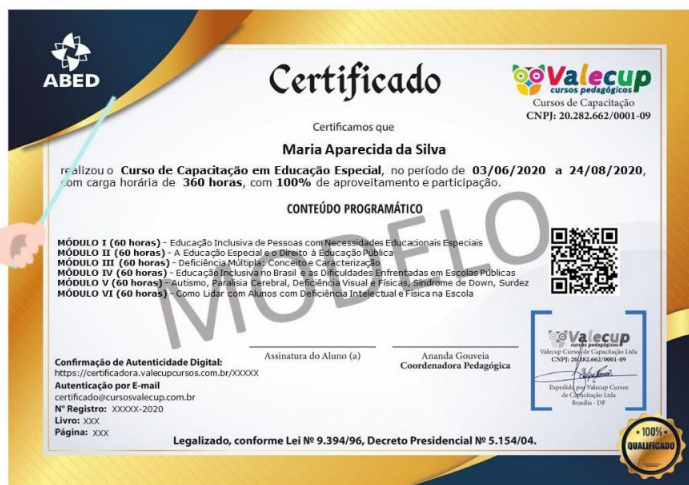 ABED
Certificado
Valecup
cursos pedagógicos
Cursos de Capacitação
CNPJ: 20.282.662/0001-09
Certificamos que
Maria Aparecida da Silva
realizou o Curso de Capacitação em Educação Especial, no período de 03/06/2020 a 24/08/2020,
com carga horária de 360 horas, com 100% de aproveitamento e participação.
CONTEÚDO PROGRAMÁTICO
MÓDULO I (60 horas) - Educação Inclusiva de Pessoas com Necessidades Educacionais Especiais
MÓDULO II (60 horas) - A Educação Especial e o Direito à Educação Pública
MÓDULO III (60 horas) - Deficiência Múltipla: Conceito e Caracterização
MÓDULO IV (60 horas) - Educação Inclusiva no Brasil e as Dificuldades Enfrentadas em Escolas Públicas
MÓDULO V (60 horas) - Autismo, Paralisia Cerebral, Deficiência Visual e Físicas, Síndrome de Down, Surdez
MÓDULO VI (60 horas) - Como Lidar com Alunos com Deficiência Intelectual e Física na Escola
MODELO
Assinatura do Aluno (a)
Ananda Gouveia
Coordenadora Pedagógica
Valecup
cursos pedagógicos
Valecup Cursos de Capacitação Ltda
CNPJ: 20.282.662/0001-09
Expedido por Valecup Cursos
de Capacitação Ltda
Brasília - DF
Confirmação de Autenticidade Digital:
https://certificadora.valecupcursos.com.br/XXXXX
Autenticação por E-mail
certificado@cursosvalecup.com.br
N° Registro: XXXXX-2020
Livro: XXX
Página: XXX
Legalizado, conforme Lei Nº 9.394/96, Decreto Presidencial Nº 5.154/04.
100%
QUALIFICADO